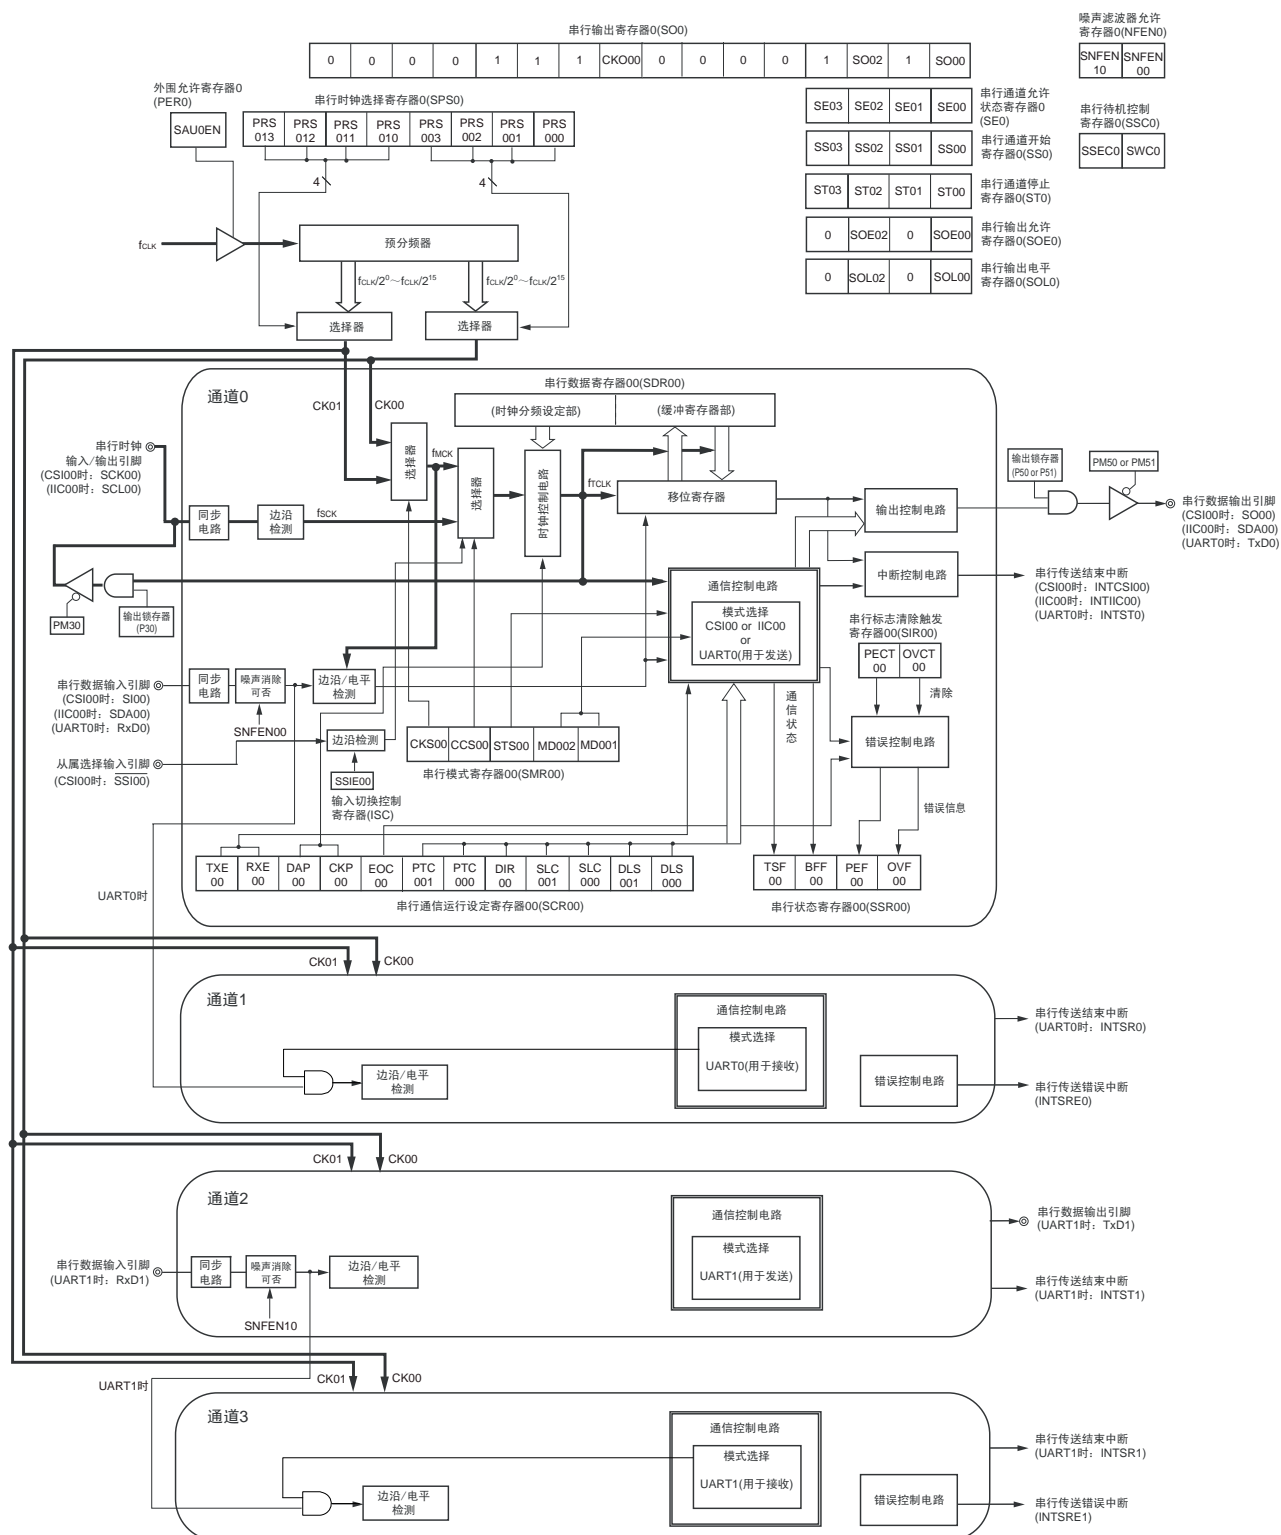 串行输出寄存器0(SO0)
0 0 0 0 1 1 1 CKO00 0 0 0 0 1 SO02 1 SO00
噪声滤波器允许
寄存器0(NFEN0)
SNFEN
10
SNFEN
00
外围允许寄存器0
(PER0)
SAU0EN
串行时钟选择寄存器0(SPS0)
PRS
013
PRS
012
PRS
011
PRS
010
PRS
003
PRS
002
PRS
001
PRS
000
4
4
SE03 SE02 SE01 SE00
串行通道允许
状态寄存器0
(SE0)
SS03 SS02 SS01 SS00
串行通道开始
寄存器0(SS0)
ST03 ST02 ST01 ST00
串行通道停止
寄存器0(ST0)
0 SOE02 0 SOE00
串行输出允许
寄存器0(SOE0)
0 SOL02 0 SOL00
串行输出电平
寄存器0(SOL0)
串行待机控制
寄存器0(SSC0)
SSEC0 SWC0
fCLK
预分频器
fCLK/2⁰～fCLK/2¹⁵
fCLK/2⁰～fCLK/2¹⁵
选择器
选择器
通道0
CK01
CK00
串行数据寄存器00(SDR00)
(时钟分频设定部)
(缓冲寄存器部)
选择器
fMCK
选择器
时钟控制电路
fTCLK
移位寄存器
串行时钟
输入/输出引脚
(CSI00时：SCK00)
(IIC00时：SCL00)
同步
电路
边沿
检测
fSCK
输出锁存器
(P50 or P51)
PM50 or PM51
输出控制电路
串行数据输出引脚
(CSI00时：SO00)
(IIC00时：SDA00)
(UART0时：TxD0)
中断控制电路
串行传送结束中断
(CSI00时：INTCSI00)
(IIC00时：INTIIC00)
(UART0时：INTST0)
PM30
输出锁存器
(P30)
通信控制电路
模式选择
CSI00 or IIC00
or
UART0(用于发送)
串行标志清除触发
寄存器00(SIR00)
PECT
00
OVCT
00
清除
串行数据输入引脚
(CSI00时：SI00)
(IIC00时：SDA00)
(UART0时：RxD0)
同步
电路
噪声消除
可否
边沿/电平
检测
SNFEN00
通信状态
错误控制电路
从属选择输入引脚
(CSI00时：SSI00)
边沿检测
SSIE00
输入切换控制
寄存器(ISC)
CKS00 CCS00 STS00 MD002 MD001
串行模式寄存器00(SMR00)
错误信息
UART0时
TXE
00
RXE
00
DAP
00
CKP
00
EOC
00
PTC
001
PTC
000
DIR
00
SLC
001
SLC
000
DLS
001
DLS
000
串行通信运行设定寄存器00(SCR00)
TSF
00
BFF
00
PEF
00
OVF
00
串行状态寄存器00(SSR00)
CK01
CK00
通道1
通信控制电路
模式选择
UART0(用于接收)
边沿/电平
检测
错误控制电路
串行传送结束中断
(UART0时：INTSR0)
串行传送错误中断
(INTSRE0)
CK01
CK00
通道2
通信控制电路
模式选择
UART1(用于发送)
串行数据输入引脚
(UART1时：RxD1)
同步
电路
噪声消除
可否
边沿/电平
检测
SNFEN10
串行数据输出引脚
(UART1时：TxD1)
串行传送结束中断
(UART1时：INTST1)
UART1时
CK01
CK00
通道3
通信控制电路
模式选择
UART1(用于接收)
边沿/电平
检测
错误控制电路
串行传送结束中断
(UART1时：INTSR1)
串行传送错误中断
(INTSRE1)